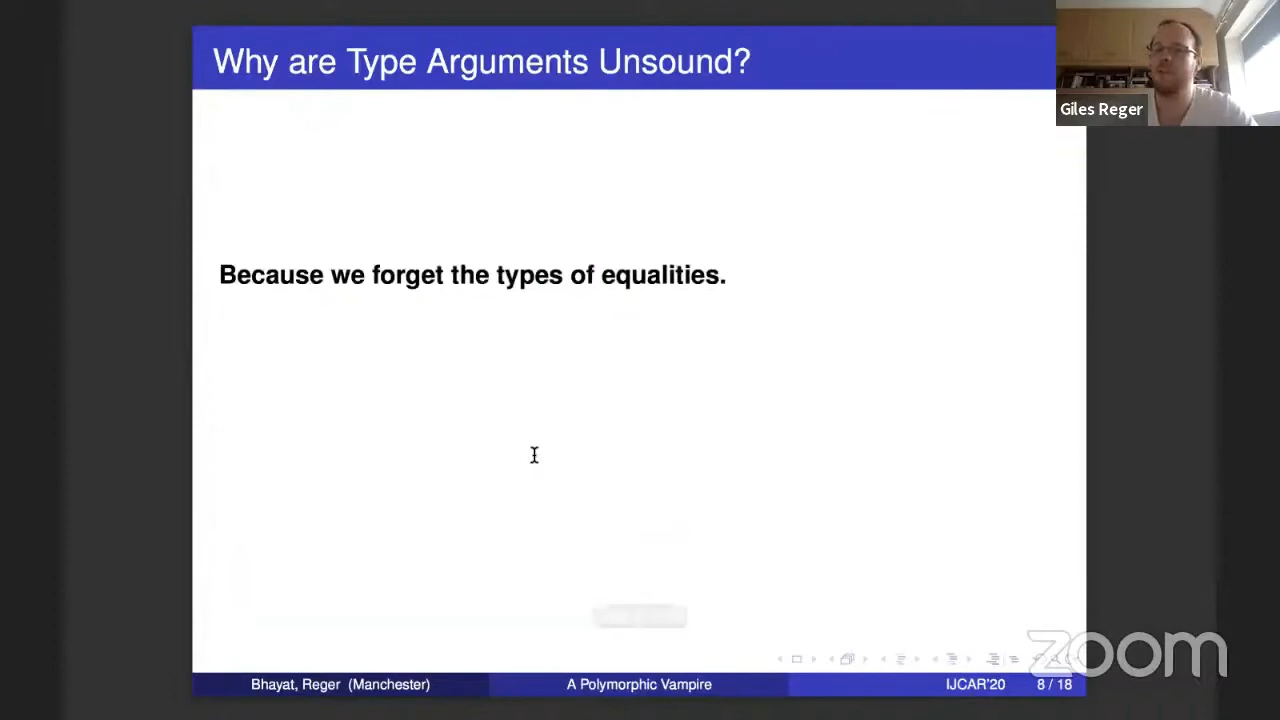 Why are Type Arguments Unsound?
Giles Reger
Because we forget the types of equalities.
zoom
Bhayat, Reger (Manchester)
A Polymorphic Vampire
IJCAR'20
8 / 18